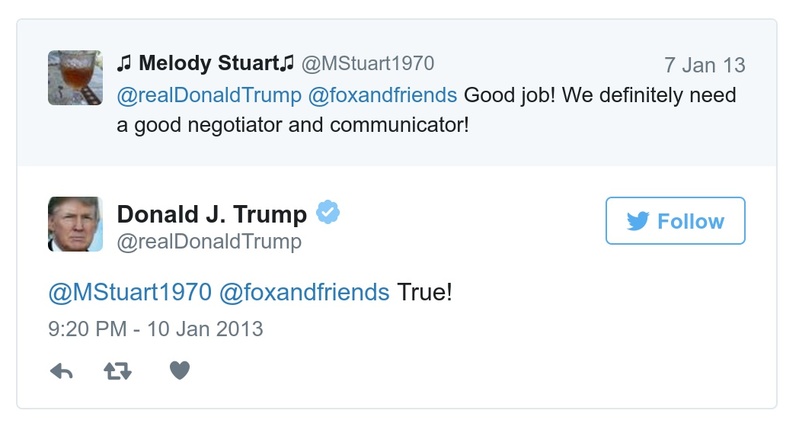 ♫ Melody Stuart♫ @MStuart1970 7 Jan 13
@realDonaldTrump @foxandfriends Good job! We definitely need
a good negotiator and communicator!
Donald J. Trump
@realDonaldTrump
Follow
@MStuart1970 @foxandfriends True!
9:20 PM - 10 Jan 2013